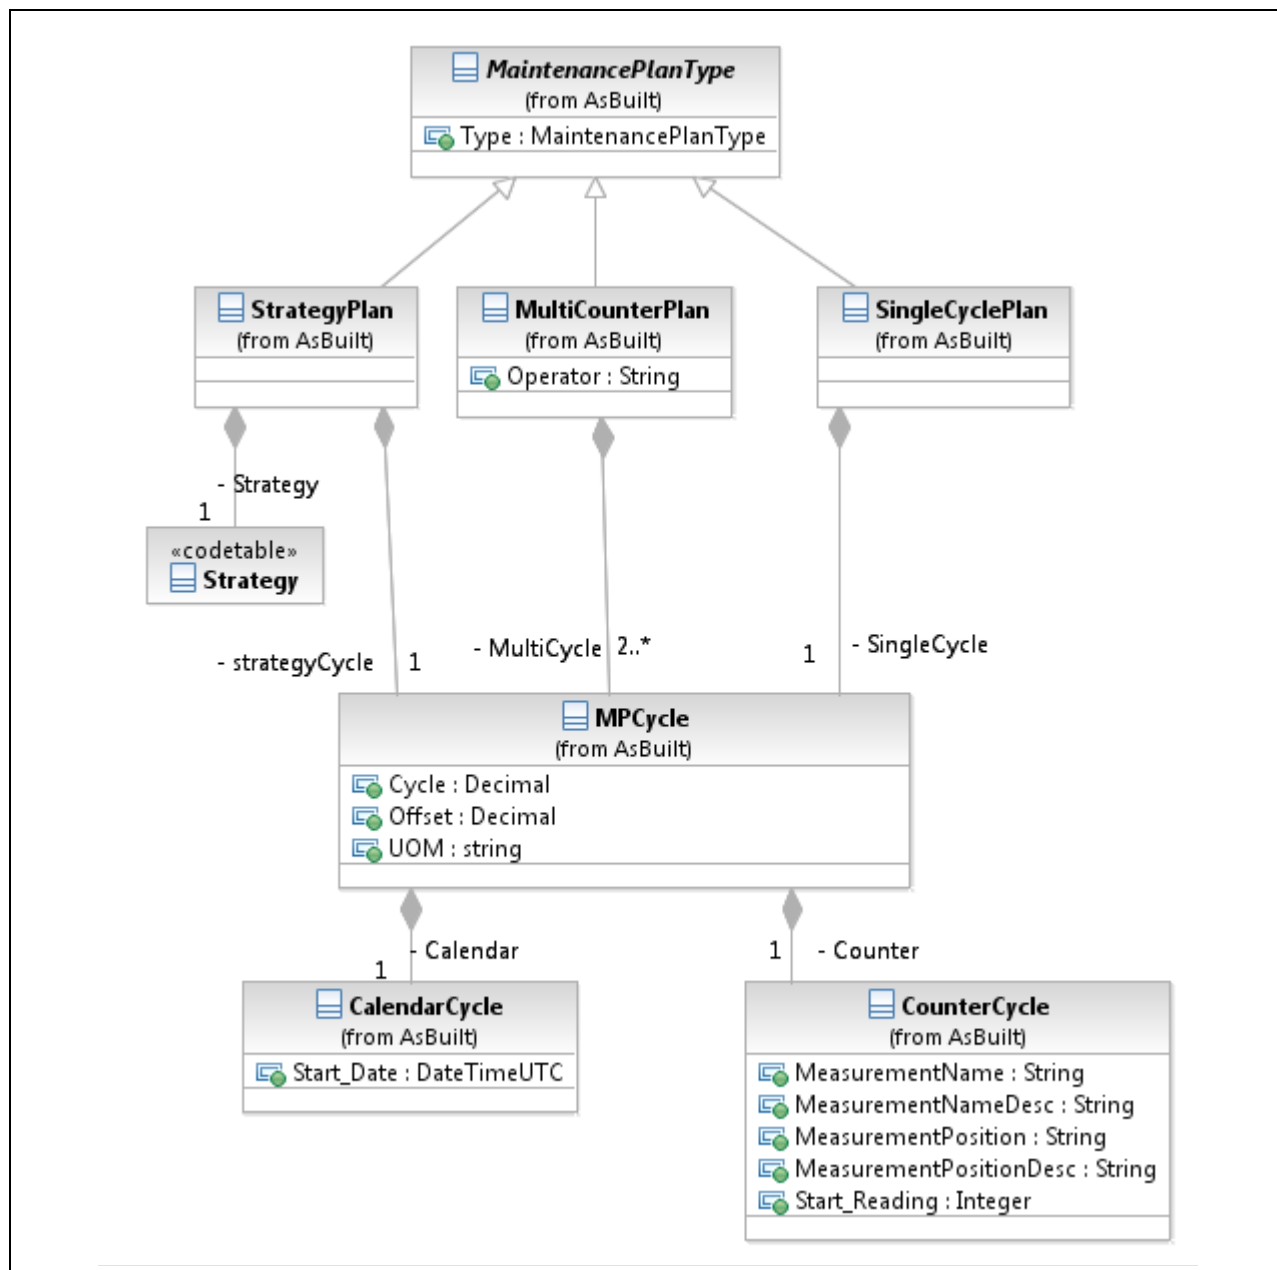 MaintenancePlanType
(from AsBuilt)
Type : MaintenancePlanType
StrategyPlan
(from AsBuilt)
MultiCounterPlan
(from AsBuilt)
Operator : String
SingleCyclePlan
(from AsBuilt)
- Strategy
1
«codetable»
Strategy
- strategyCycle
1
- MultiCycle
2..*
1
- SingleCycle
MPCycle
(from AsBuilt)
Cycle : Decimal
Offset : Decimal
UOM : string
- Calendar
1
1
- Counter
CalendarCycle
(from AsBuilt)
Start_Date : DateTimeUTC
CounterCycle
(from AsBuilt)
MeasurementName : String
MeasurementNameDesc : String
MeasurementPosition : String
MeasurementPositionDesc : String
Start_Reading : Integer